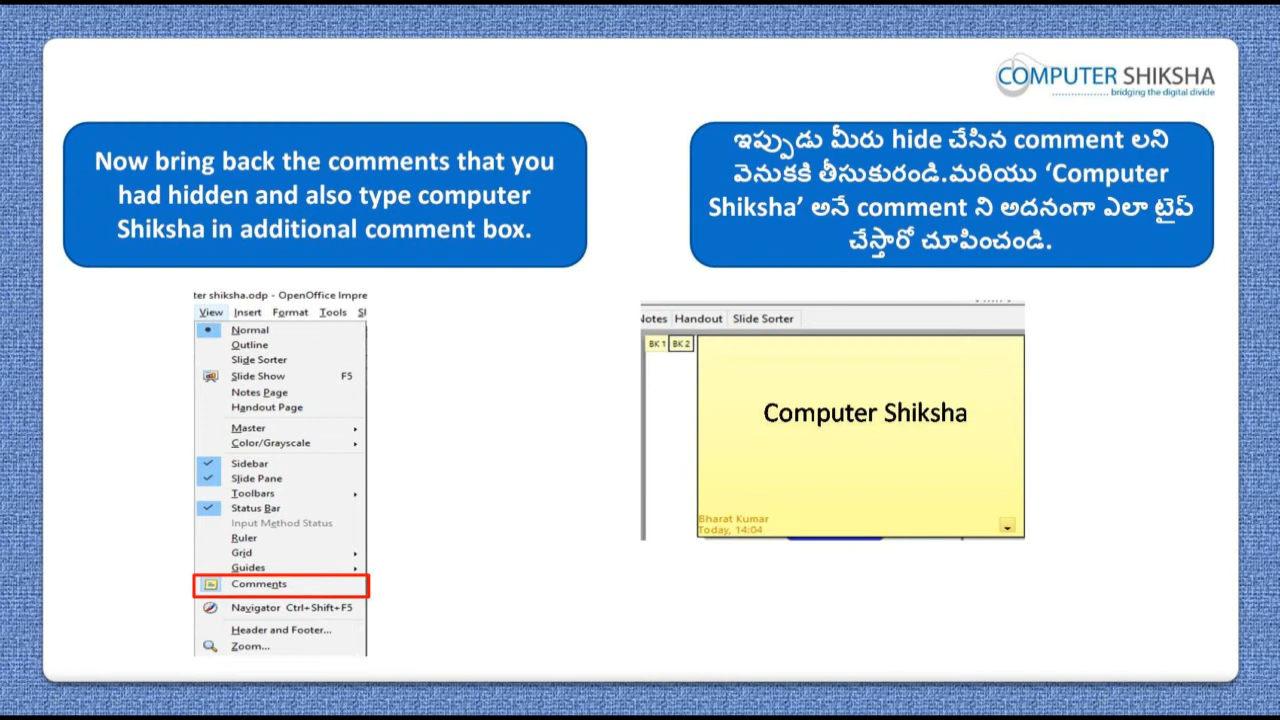 COMPUTER SHIKSHA
bridging the digital divide
Now bring back the comments that you
had hidden and also type computer
Shiksha in additional comment box.
ఇప్పుడు మీరు hide చేసిన comment లని
వెనుకకి తీసుకురండి.మరియు ‘Computer
Shiksha’ అనే comment ని అదనంగా ఎలా టైప్
చేస్తారో చూపించండి.
ter shiksha.odp - OpenOffice Impre
View Insert Format Tools Sl
Normal
Outline
Slide Sorter
Slide Show F5
Notes Page
Handout Page
Master
Color/Grayscale
Sidebar
Slide Pane
Toolbars
Status Bar
Input Method Status
Ruler
Grid
Guides
Comments
Navigator Ctrl+Shift+F5
Header and Footer...
Zoom...
Notes Handout Slide Sorter
BK 1 BK 2
Computer Shiksha
Bharat Kumar
Today, 14:04